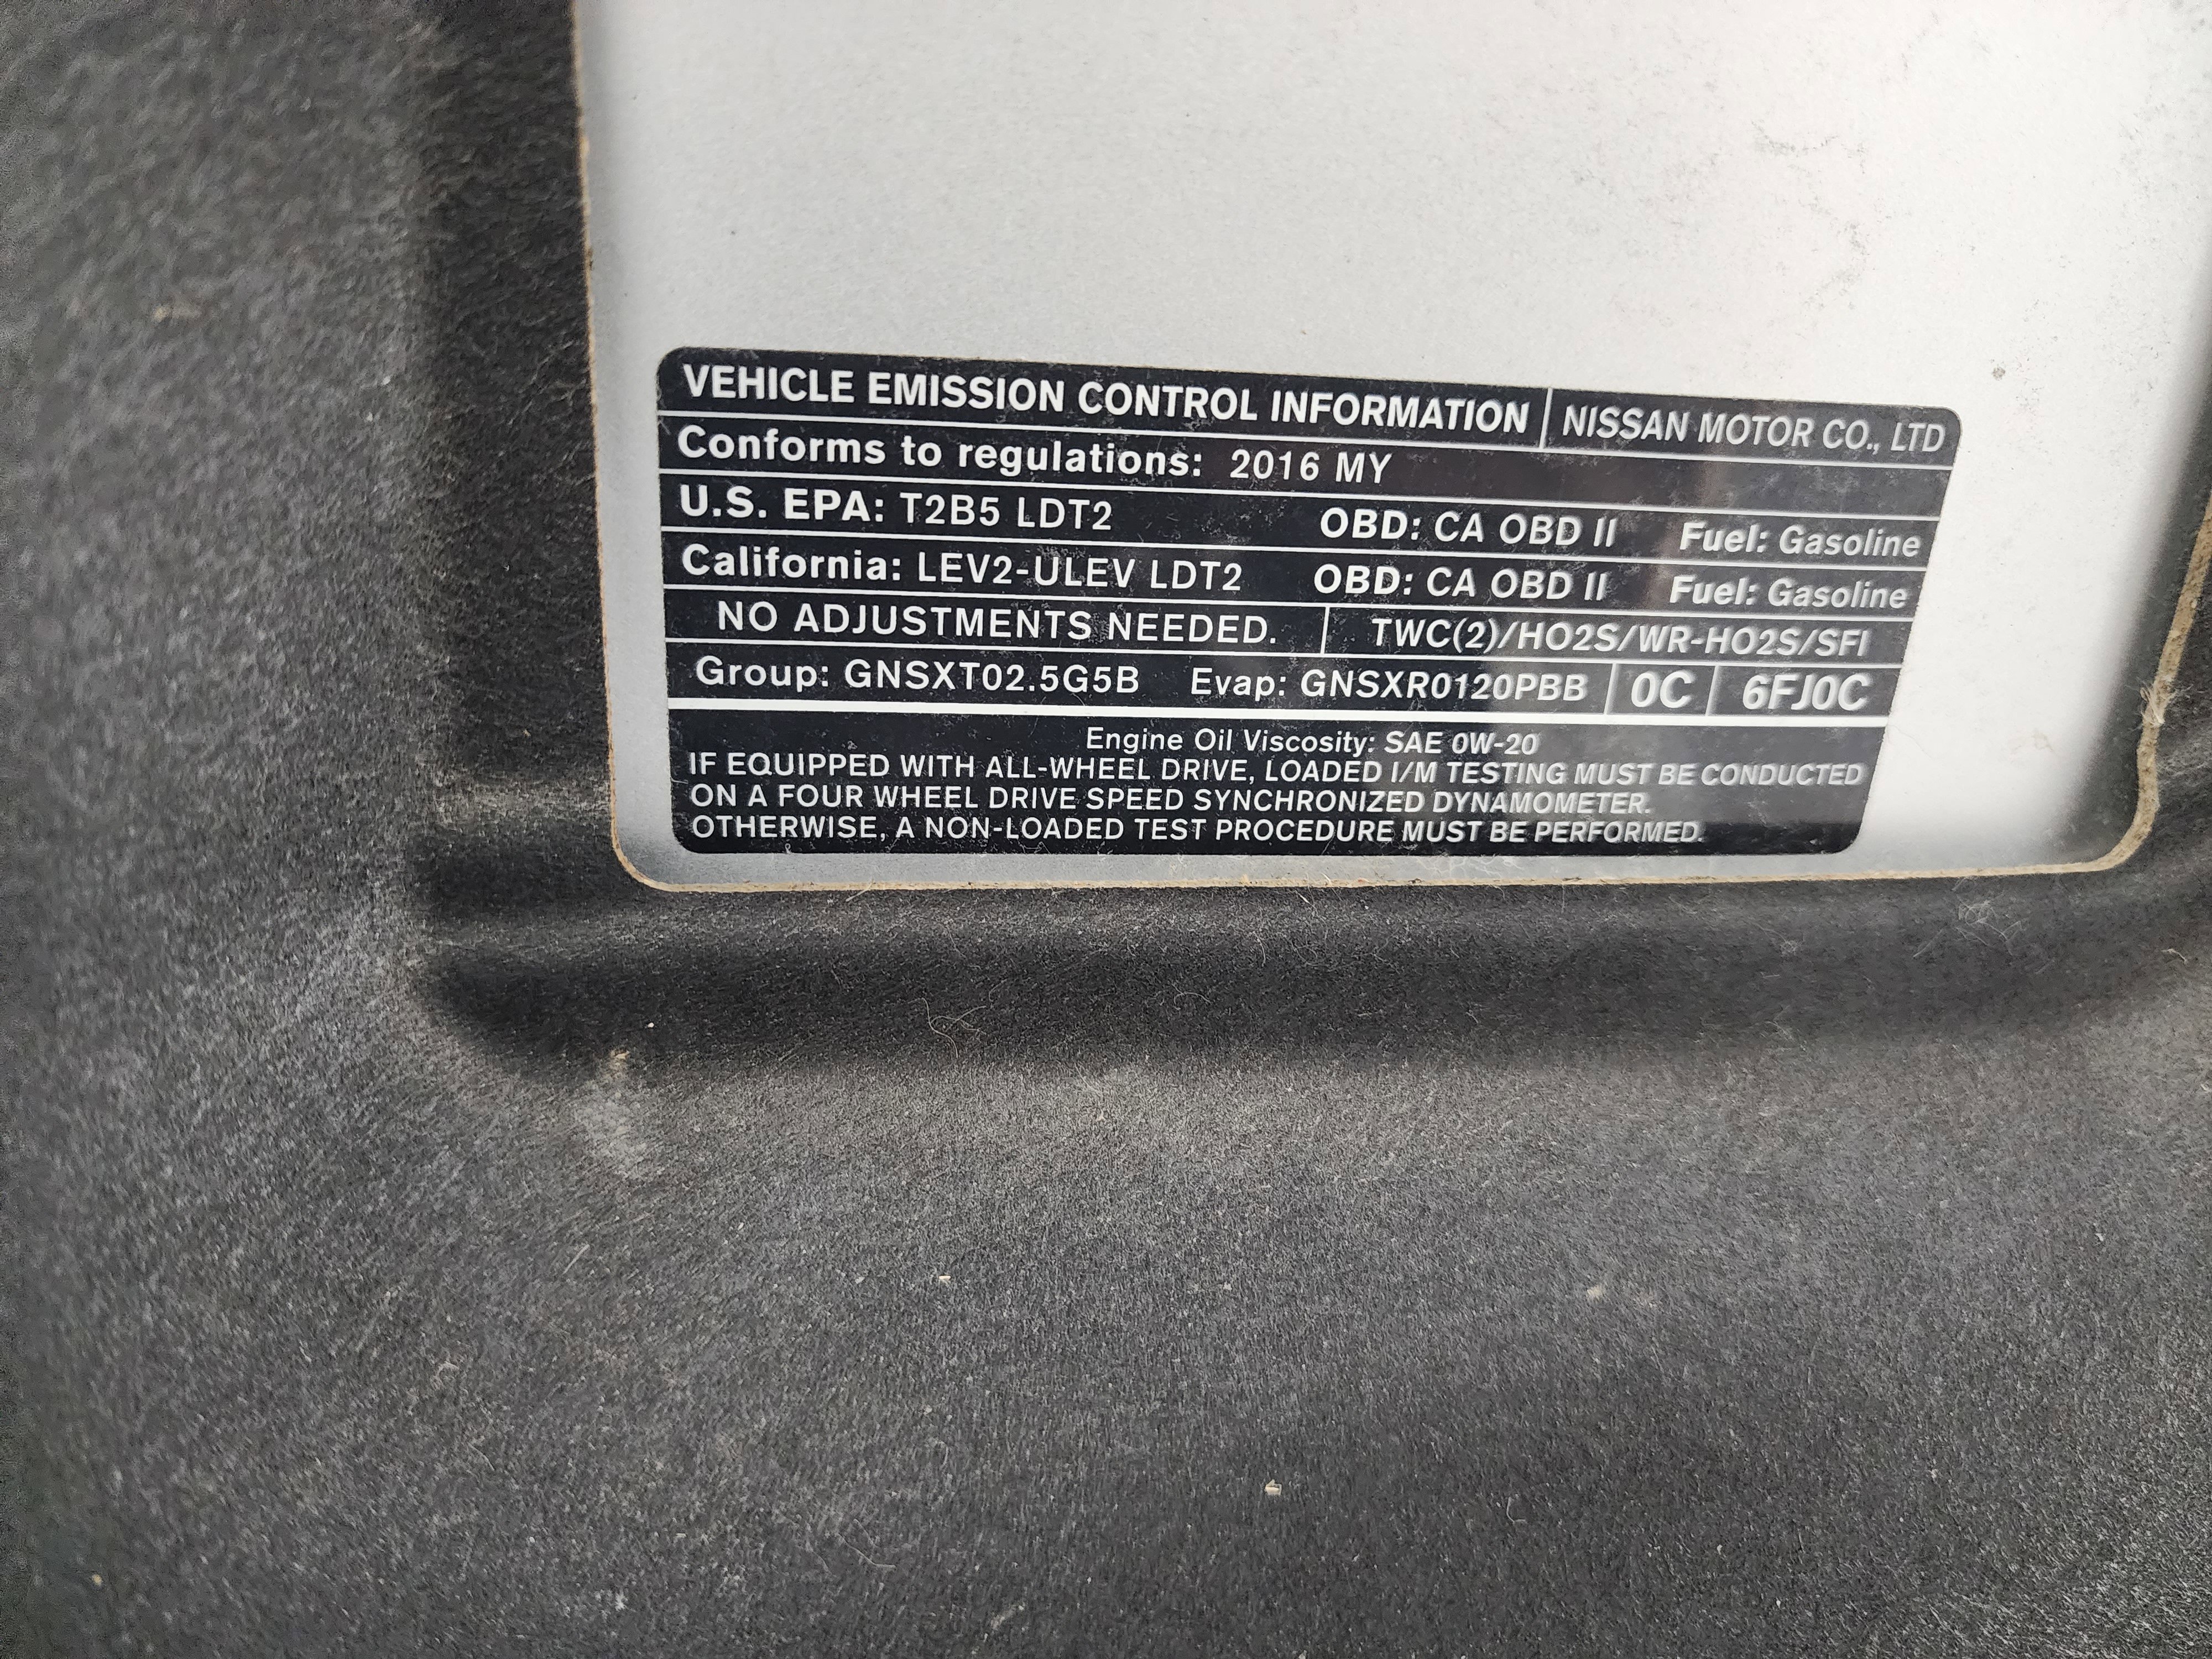 VEHICLE EMISSION CONTROL INFORMATION NISSAN MOTOR CO., LTD
Conforms to regulations: 2016 MY
U.S. EPA: T2B5 LDT2 OBD: CA OBD II Fuel: Gasoline
California: LEV2-ULEV LDT2 OBD: CA OBD II Fuel: Gasoline
NO ADJUSTMENTS NEEDED. TWC(2)/HO2S/WR-HO2S/SFI
Group: GNSXT02.5G5B Evap: GNSXR0120PBB 0C 6FJ0C
Engine Oil Viscosity: SAE 0W-20
IF EQUIPPED WITH ALL-WHEEL DRIVE, LOADED I/M TESTING MUST BE CONDUCTED
ON A FOUR WHEEL DRIVE SPEED SYNCHRONIZED DYNAMOMETER.
OTHERWISE, A NON-LOADED TEST PROCEDURE MUST BE PERFORMED.